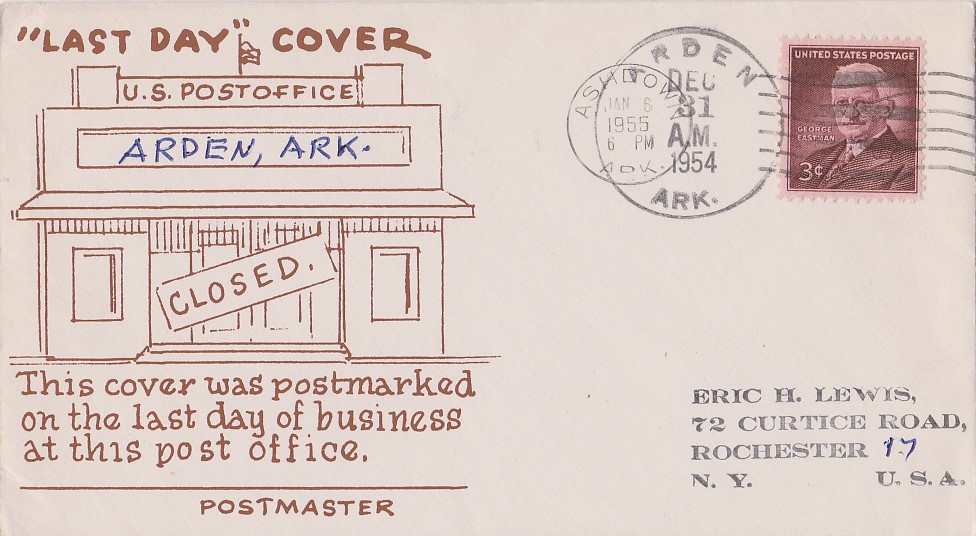 "LAST DAY" COVER
U.S. POSTOFFICE
ARDEN, ARK.
CLOSED.
This cover was postmarked
on the last day of business
at this post office.
POSTMASTER
ASHDOWN
JAN 6
1955
6 PM
ARK.
ARDEN
DEC
31
A.M.
1954
ARK.
UNITED STATES POSTAGE
GEORGE
EASTMAN
3¢
ERIC H. LEWIS,
72 CURTICE ROAD,
ROCHESTER 17
N. Y. U. S. A.